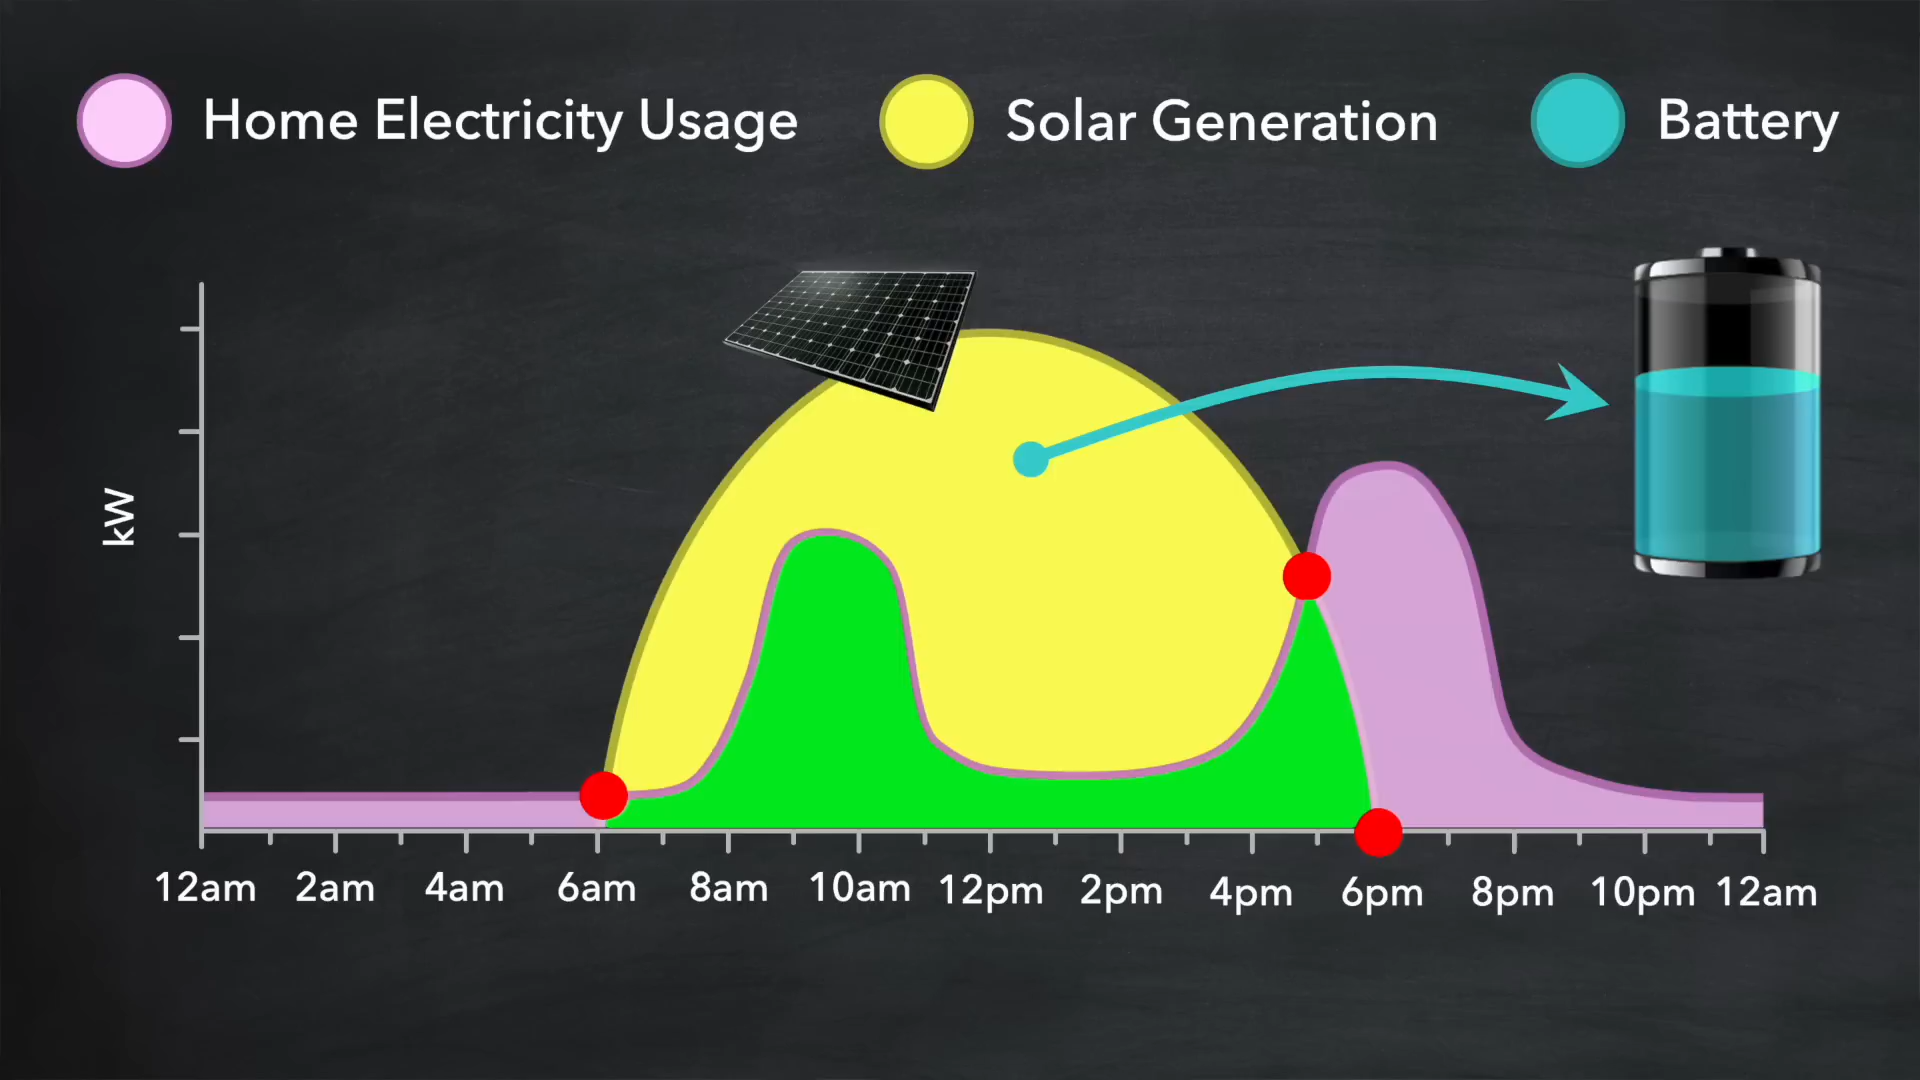 Home Electricity Usage
Solar Generation
Battery
kW
12am 2am 4am 6am 8am 10am 12pm 2pm 4pm 6pm 8pm 10pm 12am